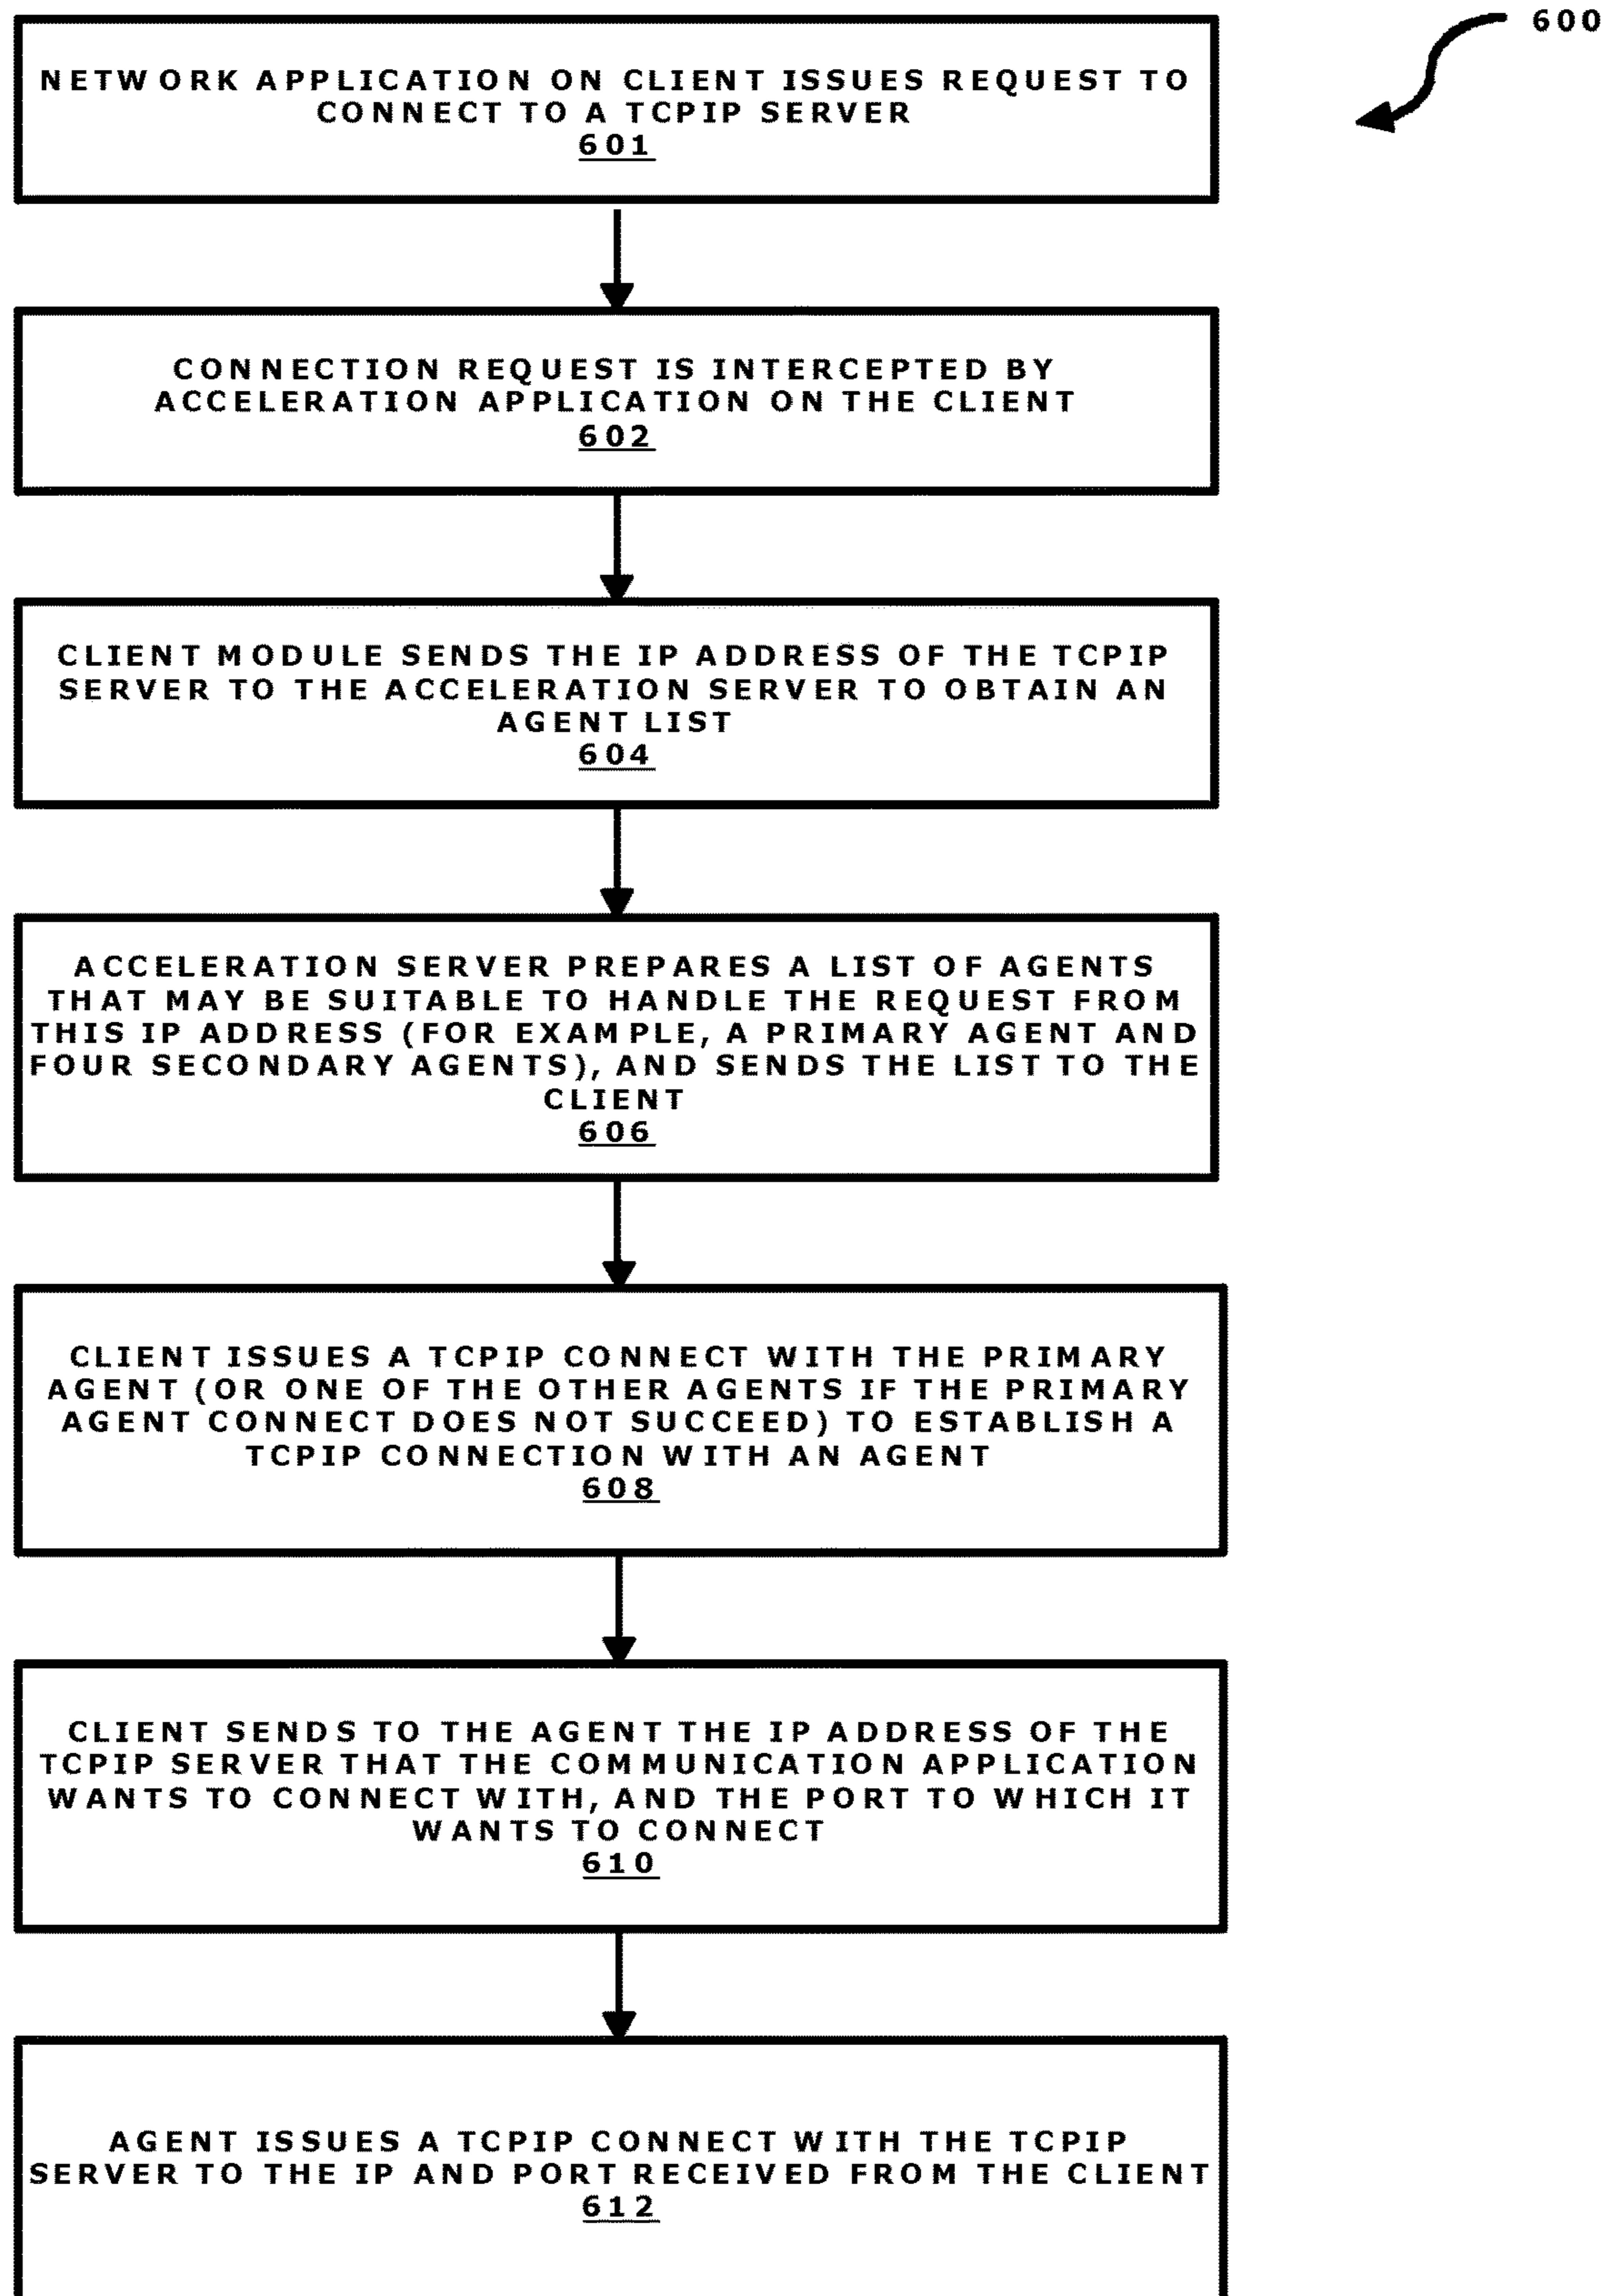 600
NETWORK APPLICATION ON CLIENT ISSUES REQUEST TO
CONNECT TO A TCPIP SERVER
601
CONNECTION REQUEST IS INTERCEPTED BY
ACCELERATION APPLICATION ON THE CLIENT
602
CLIENT MODULE SENDS THE IP ADDRESS OF THE TCPIP
SERVER TO THE ACCELERATION SERVER TO OBTAIN AN
AGENT LIST
604
ACCELERATION SERVER PREPARES A LIST OF AGENTS
THAT MAY BE SUITABLE TO HANDLE THE REQUEST FROM
THIS IP ADDRESS (FOR EXAMPLE, A PRIMARY AGENT AND
FOUR SECONDARY AGENTS), AND SENDS THE LIST TO THE
CLIENT
606
CLIENT ISSUES A TCPIP CONNECT WITH THE PRIMARY
AGENT (OR ONE OF THE OTHER AGENTS IF THE PRIMARY
AGENT CONNECT DOES NOT SUCCEED) TO ESTABLISH A
TCPIP CONNECTION WITH AN AGENT
608
CLIENT SENDS TO THE AGENT THE IP ADDRESS OF THE
TCPIP SERVER THAT THE COMMUNICATION APPLICATION
WANTS TO CONNECT WITH, AND THE PORT TO WHICH IT
WANTS TO CONNECT
610
AGENT ISSUES A TCPIP CONNECT WITH THE TCPIP
SERVER TO THE IP AND PORT RECEIVED FROM THE CLIENT
612